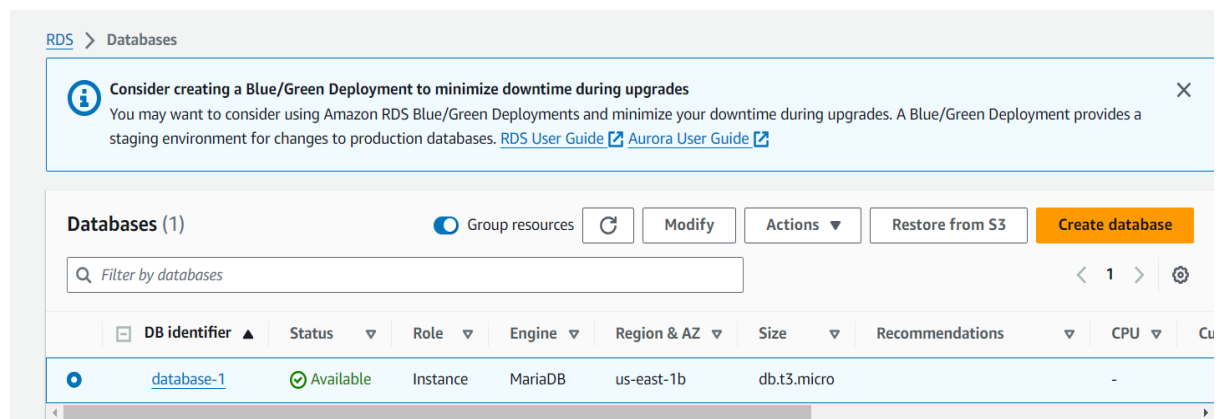 RDS > Databases
Consider creating a Blue/Green Deployment to minimize downtime during upgrades
You may want to consider using Amazon RDS Blue/Green Deployments and minimize your downtime during upgrades. A Blue/Green Deployment provides a
staging environment for changes to production databases. RDS User Guide Aurora User Guide
Databases (1) Group resources Modify Actions Restore from S3 Create database
Filter by databases 1
DB identifier Status Role Engine Region & AZ Size Recommendations CPU Cu
database-1 Available Instance MariaDB us-east-1b db.t3.micro -